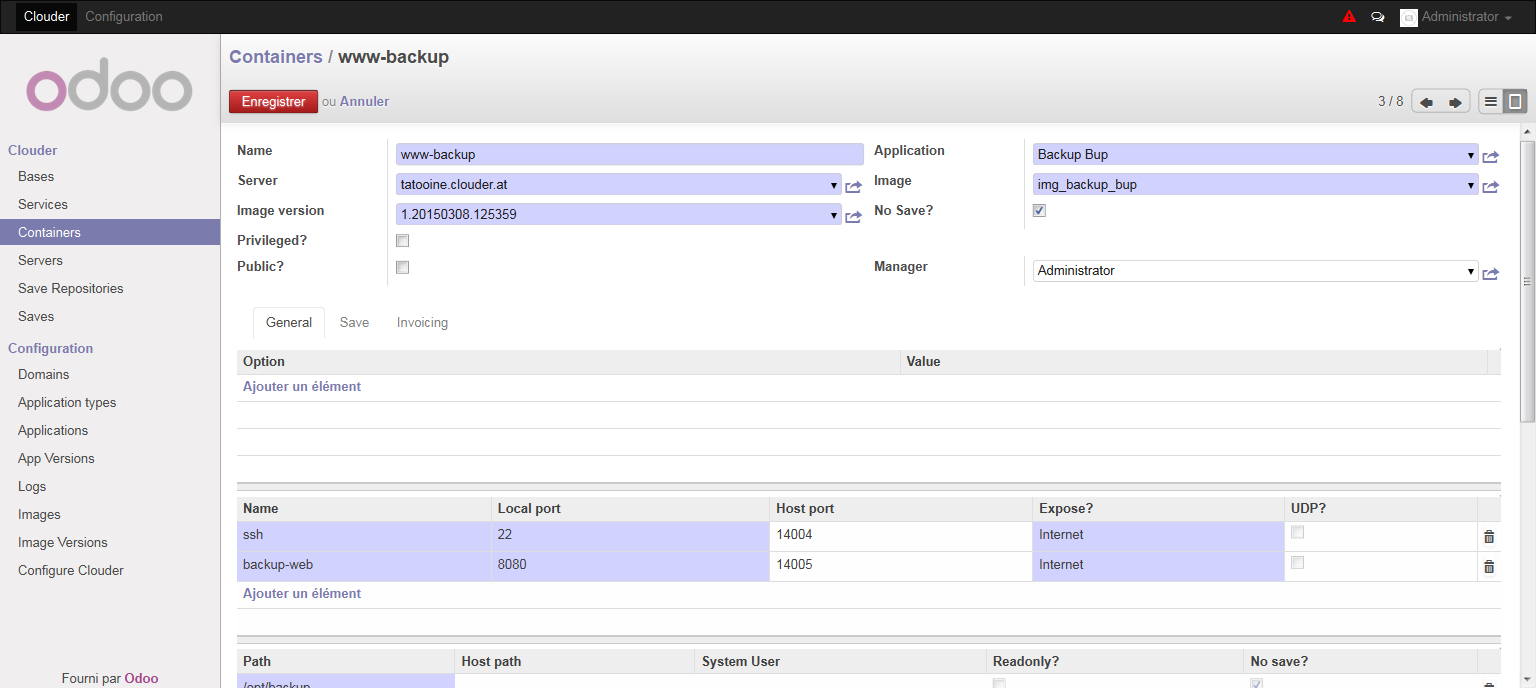 Clouder Configuration Administrator
odoo
Containers / www-backup
Enregistrer ou Annuler 3 / 8
Clouder
Bases
Services
Containers
Servers
Save Repositories
Saves
Configuration
Domains
Application types
Applications
App Versions
Logs
Images
Image Versions
Configure Clouder
Fourni par Odoo
Name www-backup Application Backup Bup
Server tatooine.clouder.at Image img_backup_bup
Image version 1.20150308.125359 No Save?
Privileged?
Public? Manager Administrator
General Save Invoicing
Option Value
Ajouter un élément
Name Local port Host port Expose? UDP?
ssh 22 14004 Internet
backup-web 8080 14005 Internet
Ajouter un élément
Path Host path System User Readonly? No save?
/opt/backup